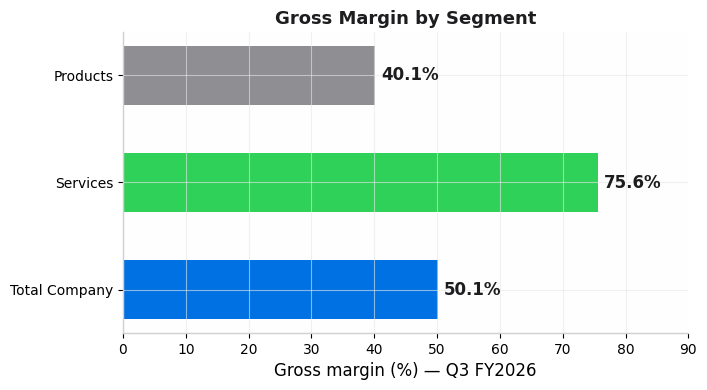 Gross Margin by Segment
Products
40.1%
Services
75.6%
Total Company
50.1%
0 10 20 30 40 50 60 70 80 90
Gross margin (%) — Q3 FY2026